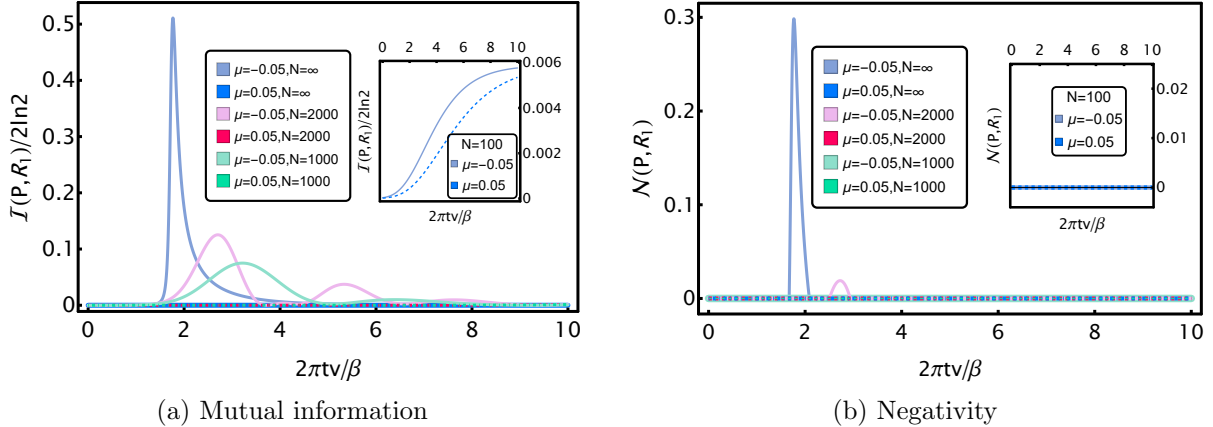 0.5
0.4
0.3
0.2
0.1
0
𝓘(P,R₁)/2ln2
0 2 4 6 8 10
2πtv/β
μ=−0.05,N=∞
μ=0.05,N=∞
μ=−0.05,N=2000
μ=0.05,N=2000
μ=−0.05,N=1000
μ=0.05,N=1000
0 2 4 6 8 10
0.006
0.004
0.002
0
𝓘(P,R₁)/2ln2
N=100
μ=−0.05
μ=0.05
2πtv/β
(a) Mutual information
0.3
0.2
0.1
0
𝓝(P,R₁)
0 2 4 6 8 10
2πtv/β
μ=−0.05,N=∞
μ=0.05,N=∞
μ=−0.05,N=2000
μ=0.05,N=2000
μ=−0.05,N=1000
μ=0.05,N=1000
0 2 4 6 8 10
0.02
0.01
0
𝓝(P,R₁)
N=100
μ=−0.05
μ=0.05
2πtv/β
(b) Negativity